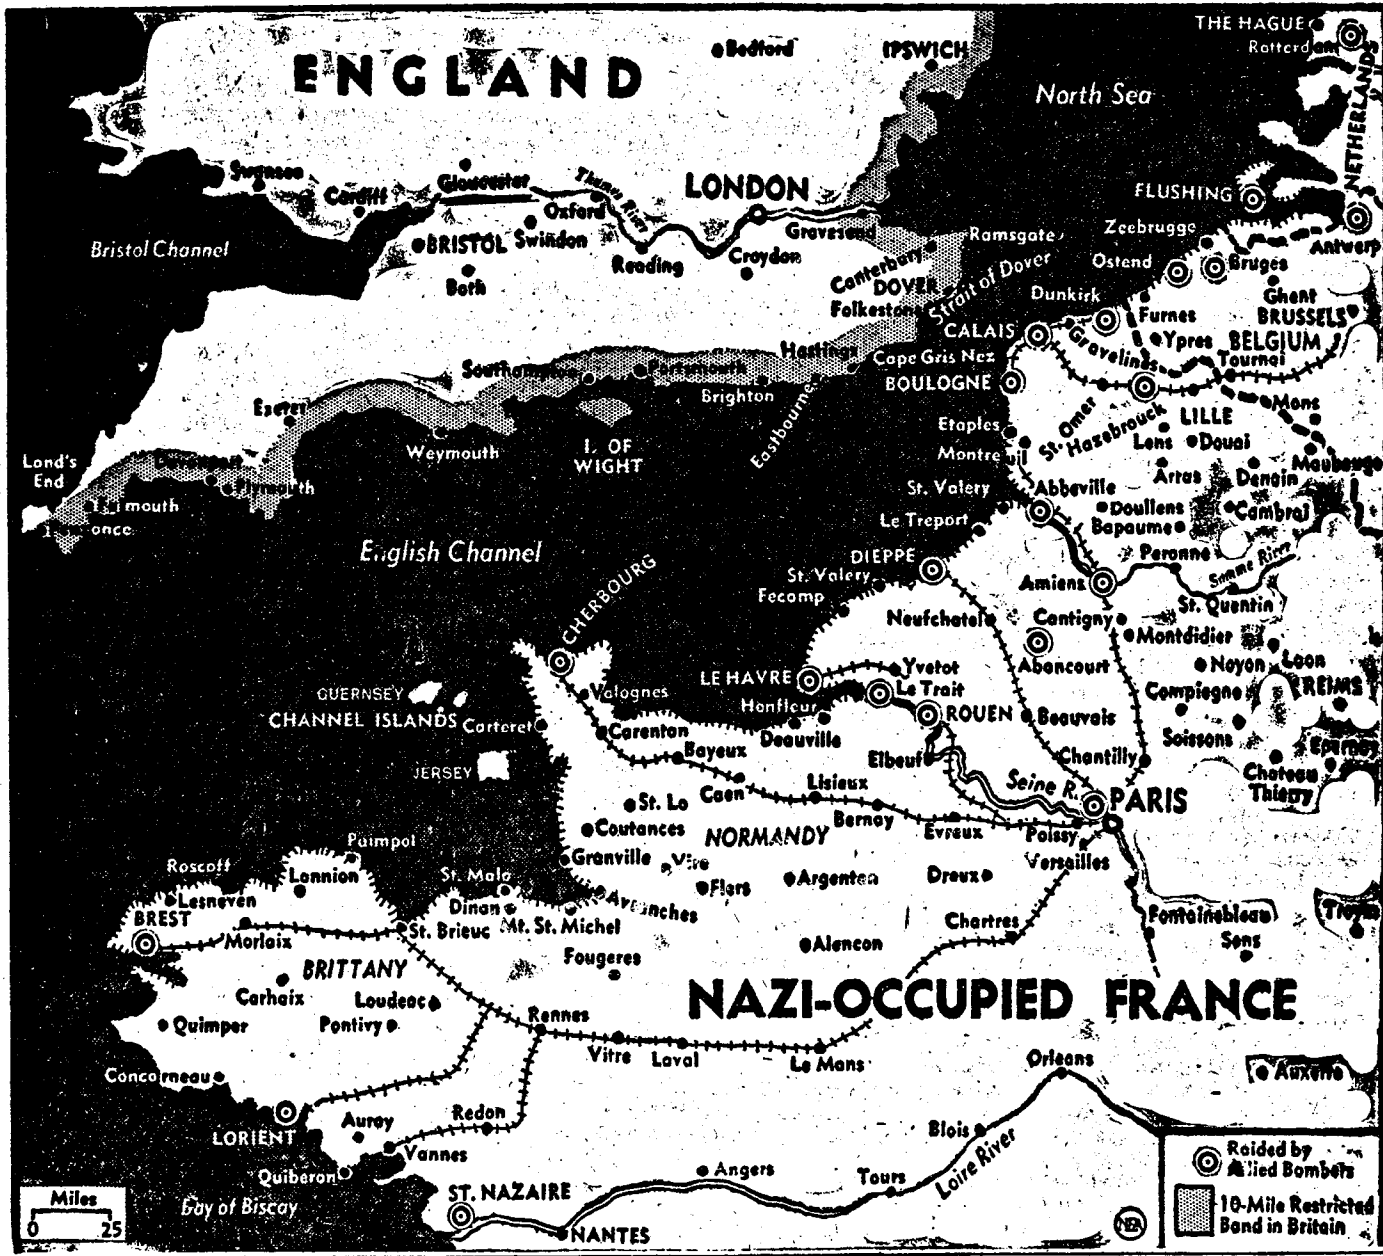 ENGLAND
Bedford
IPSWICH
North Sea
THE HAGUE
NETHERLANDS
Swansea
Cardiff
Gloucester
Thames River
Oxford
LONDON
Gravesend
FLUSHING
Zeebrugge
Antwerp
Bristol Channel
BRISTOL
Swindon
Reading
Croydon
Bath
Canterbury
DOVER
Folkestone
Ramsgate
Strait of Dover
Ostend
Bruges
Ghent
BRUSSELS
Dunkirk
Furnes
Ypres
BELGIUM
CALAIS
Gravelines
Tournai
Hastings
Cape Gris Nez
BOULOGNE
Southampton
Portsmouth
Brighton
Eastbourne
Exeter
Weymouth
I. OF
WIGHT
Etaples
St. Omer
Hazebrouck
LILLE
Mons
Lens
Douai
Maubeuge
Montreuil
Arras
Denain
Land's
End
St. Valery
Abbeville
Doullens
Cambrai
Bapaume
Le Treport
English Channel
DIEPPE
Peronne
Somme River
St. Valery
Fecamp
Amiens
St. Quentin
CHERBOURG
Neufchatel
Cantigny
Montdidier
Abancourt
Noyon
Laon
GUERNSEY
CHANNEL ISLANDS
Valognes
LE HAVRE
Yvetot
Le Trait
Compiegne
REIMS
Honfleur
ROUEN
Beauvais
Soissons
Epernay
Carteret
Carentan
Deauville
Bayeux
Elbeuf
Chantilly
Chateau
Thierry
JERSEY
Caen
Lisieux
Seine R.
PARIS
St. Lo
Bernay
Evreux
Poissy
Coutances
NORMANDY
Versailles
Granville
Vire
Paimpol
Roscoff
Lannion
St. Malo
Flers
Argentan
Dreux
Lesneven
BREST
Dinan
Avranches
Morlaix
St. Brieuc
Mt. St. Michel
Chartres
Fontainebleau
Troyes
Sens
Alencon
Fougeres
BRITTANY
Carhaix
Loudeac
NAZI-OCCUPIED FRANCE
Quimper
Pontivy
Rennes
Vitre
Laval
Le Mans
Orleans
Concarneau
Auxerre
LORIENT
Auray
Redon
Vannes
Blois
Loire River
Quiberon
Angers
Tours
Bay of Biscay
ST. NAZAIRE
NANTES
Miles
0 25
Raided by
Allied Bombers
10-Mile Restricted
Band in Britain
NEA